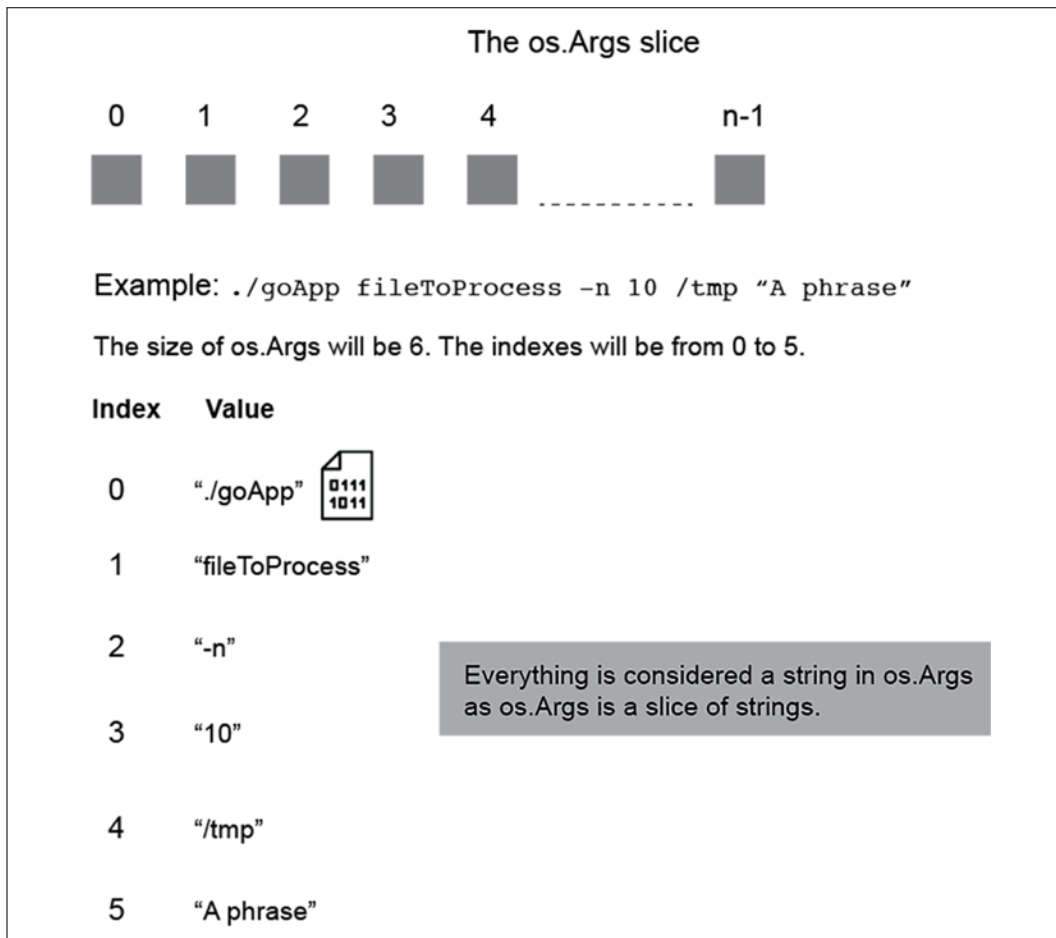 The os.Args slice
0 1 2 3 4 n-1
Example: ./goApp fileToProcess –n 10 /tmp “A phrase”
The size of os.Args will be 6. The indexes will be from 0 to 5.
Index Value
0 “./goApp” 0111
1011
1 “fileToProcess”
2 “-n”
Everything is considered a string in os.Args
as os.Args is a slice of strings.
3 “10”
4 “/tmp”
5 “A phrase”